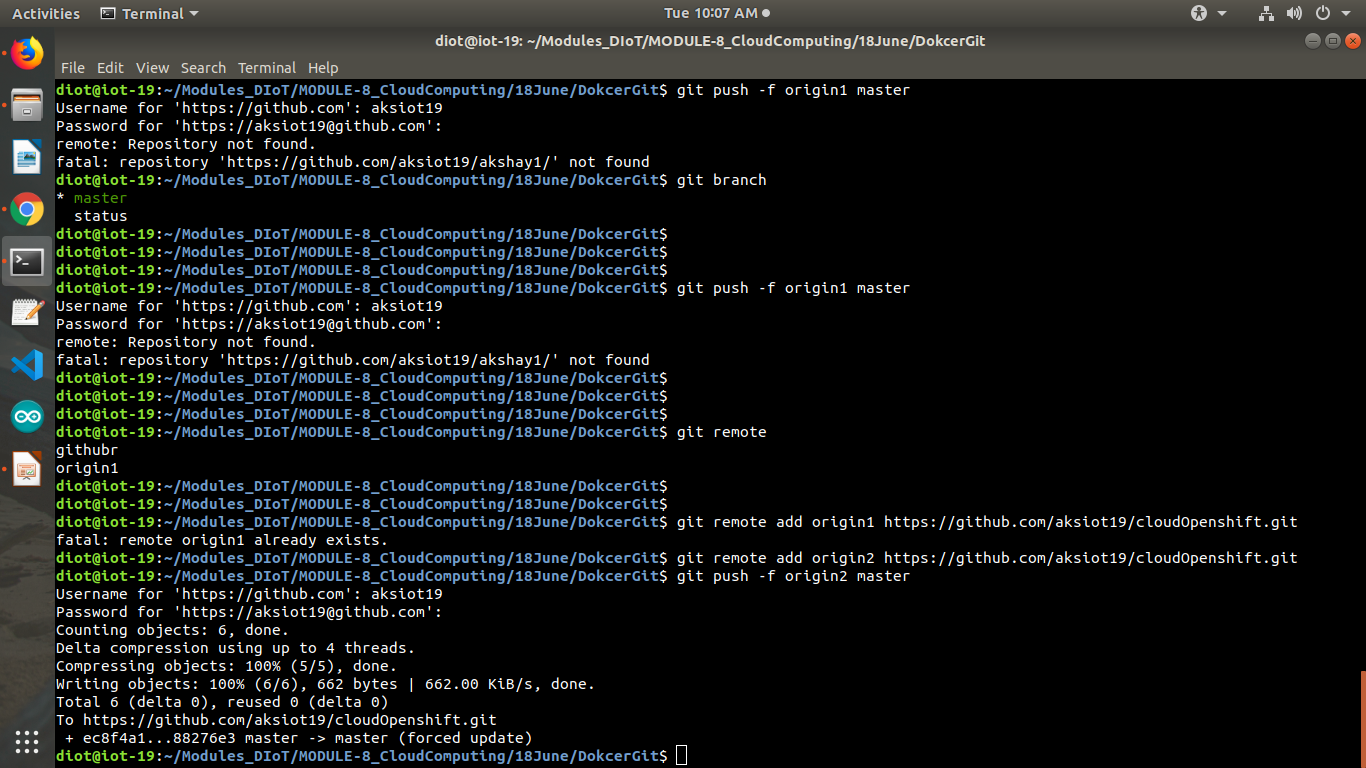 Activities Terminal Tue 10:07 AM
diot@iot-19: ~/Modules_DIoT/MODULE-8_CloudComputing/18June/DokcerGit
File Edit View Search Terminal Help
diot@iot-19:~/Modules_DIoT/MODULE-8_CloudComputing/18June/DokcerGit$ git push -f origin1 master
Username for 'https://github.com': aksiot19
Password for 'https://aksiot19@github.com':
remote: Repository not found.
fatal: repository 'https://github.com/aksiot19/akshay1/' not found
diot@iot-19:~/Modules_DIoT/MODULE-8_CloudComputing/18June/DokcerGit$ git branch
* master
status
diot@iot-19:~/Modules_DIoT/MODULE-8_CloudComputing/18June/DokcerGit$
diot@iot-19:~/Modules_DIoT/MODULE-8_CloudComputing/18June/DokcerGit$
diot@iot-19:~/Modules_DIoT/MODULE-8_CloudComputing/18June/DokcerGit$
diot@iot-19:~/Modules_DIoT/MODULE-8_CloudComputing/18June/DokcerGit$ git push -f origin1 master
Username for 'https://github.com': aksiot19
Password for 'https://aksiot19@github.com':
remote: Repository not found.
fatal: repository 'https://github.com/aksiot19/akshay1/' not found
diot@iot-19:~/Modules_DIoT/MODULE-8_CloudComputing/18June/DokcerGit$
diot@iot-19:~/Modules_DIoT/MODULE-8_CloudComputing/18June/DokcerGit$
diot@iot-19:~/Modules_DIoT/MODULE-8_CloudComputing/18June/DokcerGit$
diot@iot-19:~/Modules_DIoT/MODULE-8_CloudComputing/18June/DokcerGit$ git remote
githubr
origin1
diot@iot-19:~/Modules_DIoT/MODULE-8_CloudComputing/18June/DokcerGit$
diot@iot-19:~/Modules_DIoT/MODULE-8_CloudComputing/18June/DokcerGit$
diot@iot-19:~/Modules_DIoT/MODULE-8_CloudComputing/18June/DokcerGit$ git remote add origin1 https://github.com/aksiot19/cloudOpenshift.git
fatal: remote origin1 already exists.
diot@iot-19:~/Modules_DIoT/MODULE-8_CloudComputing/18June/DokcerGit$ git remote add origin2 https://github.com/aksiot19/cloudOpenshift.git
diot@iot-19:~/Modules_DIoT/MODULE-8_CloudComputing/18June/DokcerGit$ git push -f origin2 master
Username for 'https://github.com': aksiot19
Password for 'https://aksiot19@github.com':
Counting objects: 6, done.
Delta compression using up to 4 threads.
Compressing objects: 100% (5/5), done.
Writing objects: 100% (6/6), 662 bytes | 662.00 KiB/s, done.
Total 6 (delta 0), reused 0 (delta 0)
To https://github.com/aksiot19/cloudOpenshift.git
+ ec8f4a1...88276e3 master -> master (forced update)
diot@iot-19:~/Modules_DIoT/MODULE-8_CloudComputing/18June/DokcerGit$